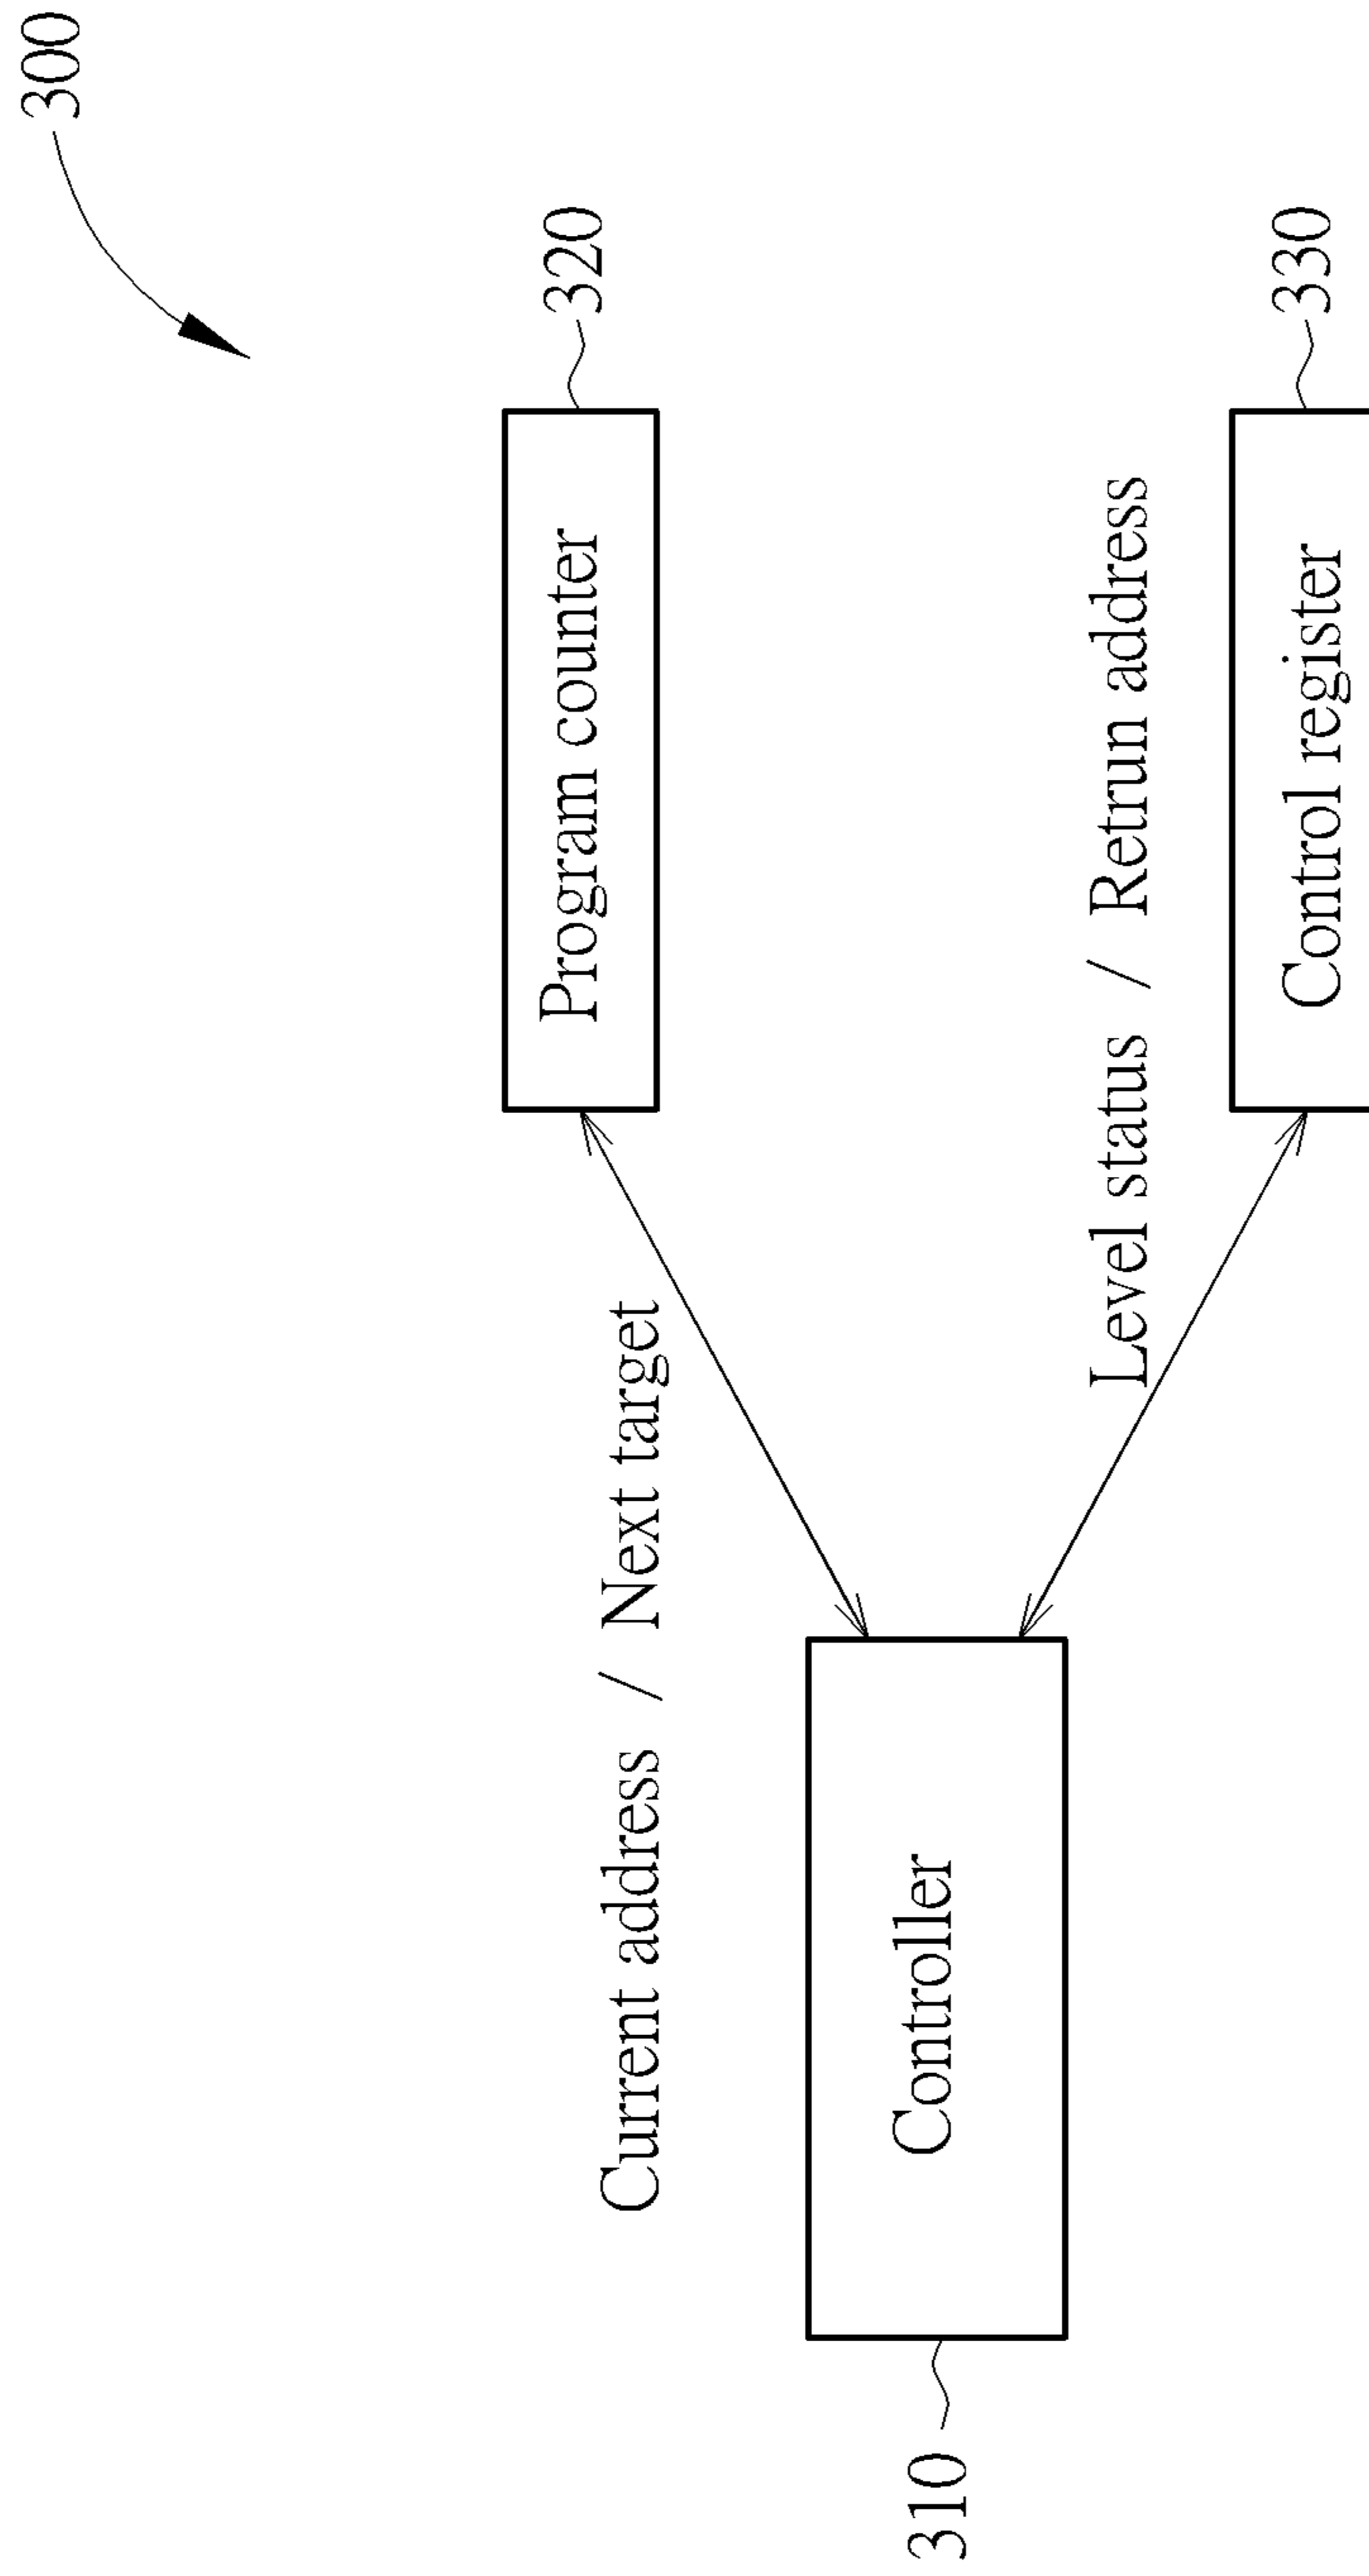 300
Program counter
320
Current address / Next target
310
Controller
Level status / Retrun address
Control register
330